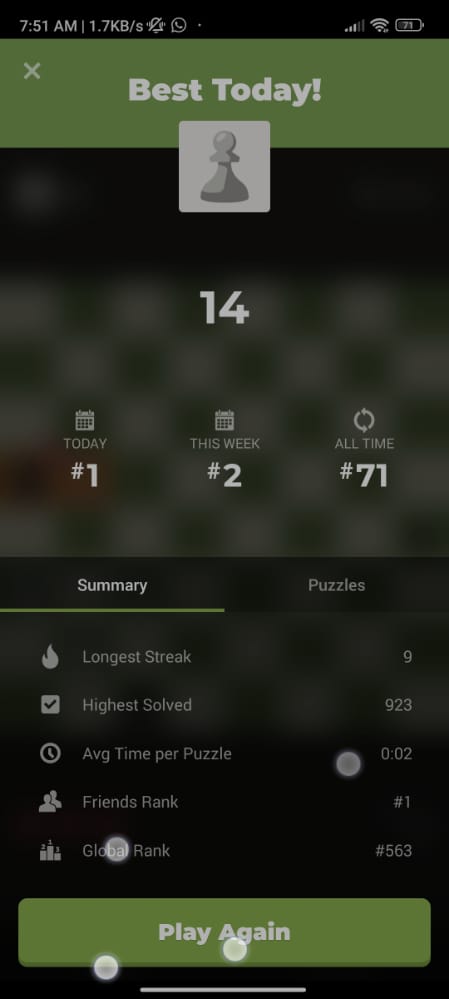 7:51 AM | 1.7KB/s
71
Best Today!
14
TODAY
#1
THIS WEEK
#2
ALL TIME
#71
Summary
Puzzles
Longest Streak 9
Highest Solved 923
Avg Time per Puzzle 0:02
Friends Rank #1
Global Rank #563
Play Again